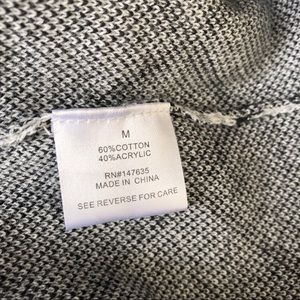 M
60%COTTON
40%ACRYLIC
RN#147635
MADE IN CHINA
SEE REVERSE FOR CARE